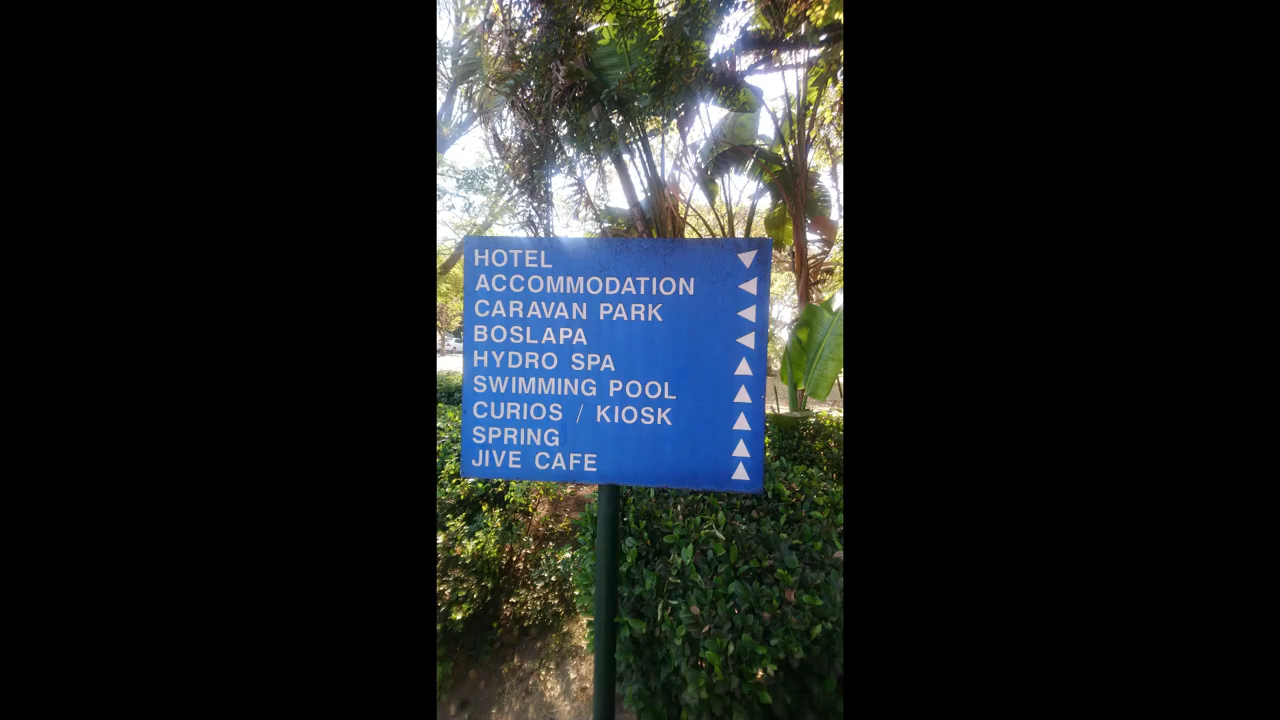 HOTEL
ACCOMMODATION
CARAVAN PARK
BOSLAPA
HYDRO SPA
SWIMMING POOL
CURIOS / KIOSK
SPRING
JIVE CAFE